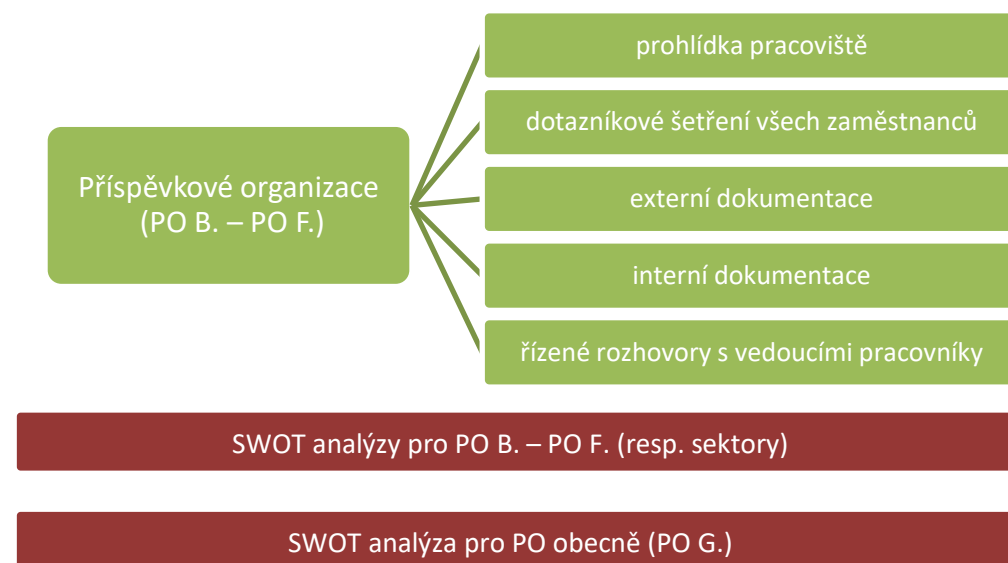 prohlídka pracoviště
dotazníkové šetření všech zaměstnanců
Příspěvkové organizace
(PO B. – PO F.)
externí dokumentace
interní dokumentace
řízené rozhovory s vedoucími pracovníky
SWOT analýzy pro PO B. – PO F. (resp. sektory)
SWOT analýza pro PO obecně (PO G.)